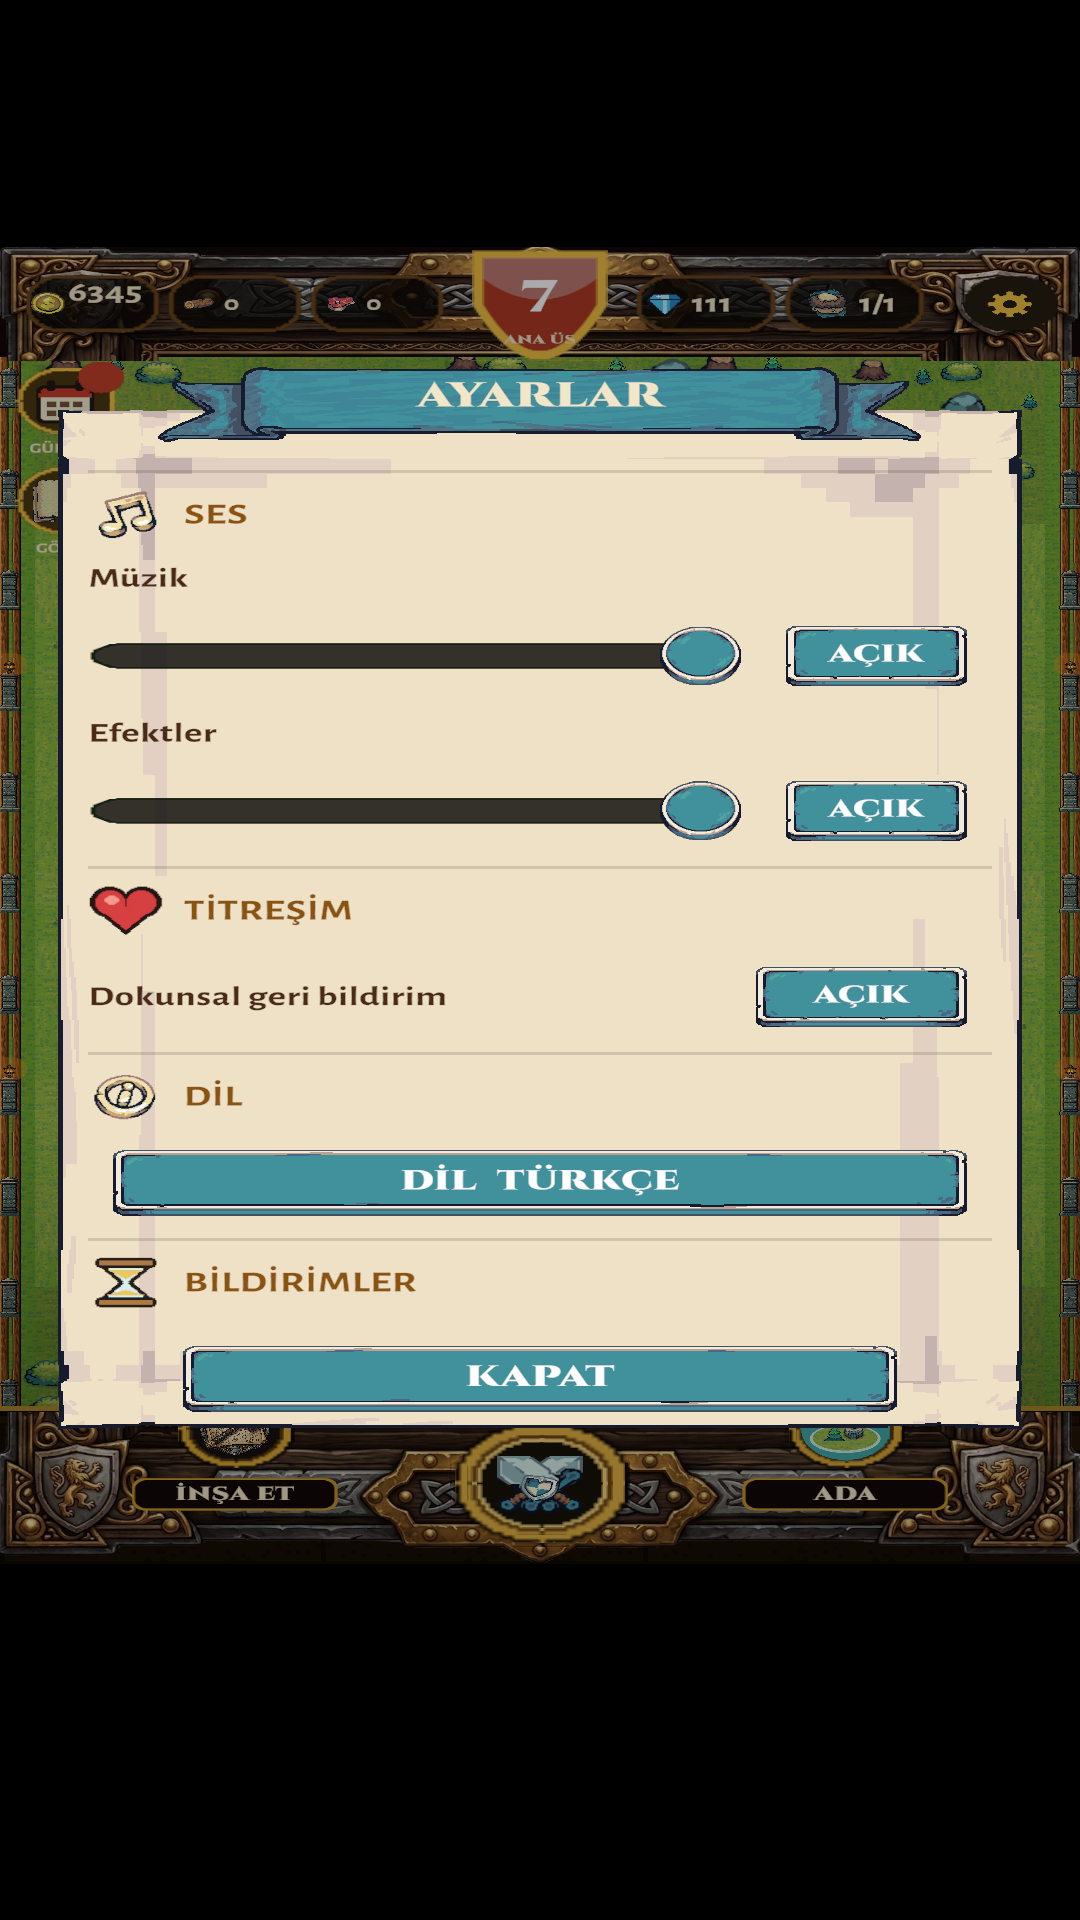 6345
0
0
7
111
1/1
ANA ÜS
AYARLAR
SES
Müzik
AÇIK
Efektler
AÇIK
TİTREŞİM
Dokunsal geri bildirim
AÇIK
DİL
DİL TÜRKÇE
BİLDİRİMLER
KAPAT
İNŞA ET
ADA